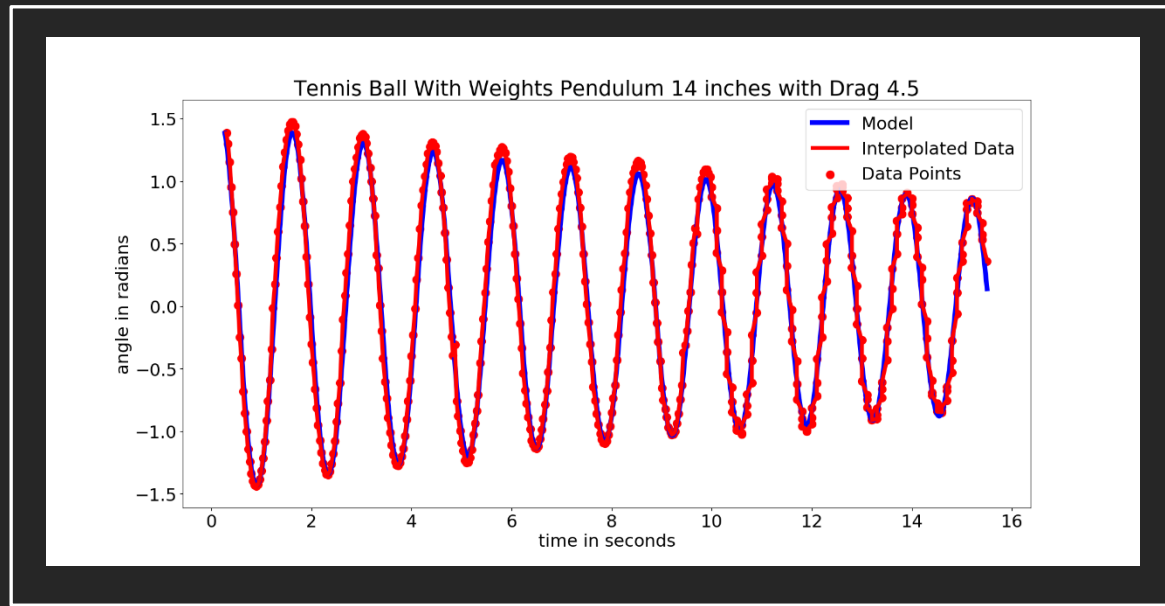 Tennis Ball With Weights Pendulum 14 inches with Drag 4.5
1.5
1.0
0.5
0.0
−0.5
−1.0
−1.5
angle in radians
Model
Interpolated Data
Data Points
0 2 4 6 8 10 12 14 16
time in seconds